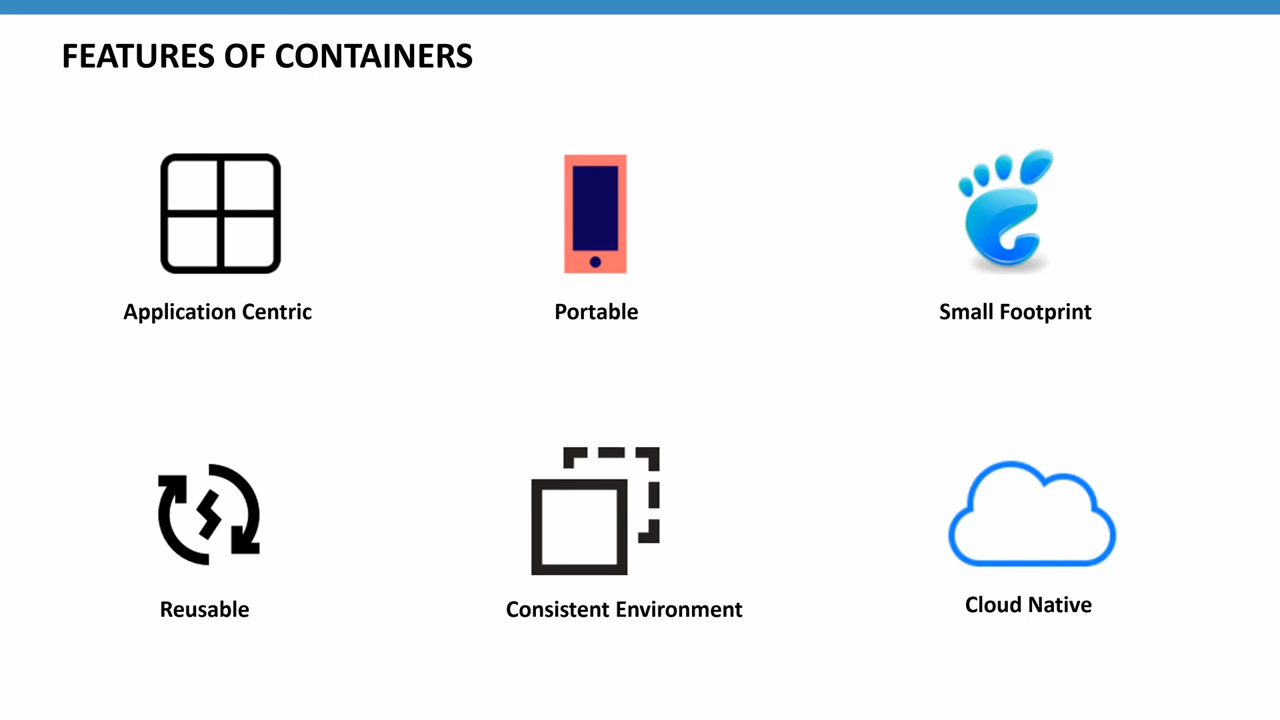 FEATURES OF CONTAINERS
Application Centric
Portable
Small Footprint
Reusable
Consistent Environment
Cloud Native